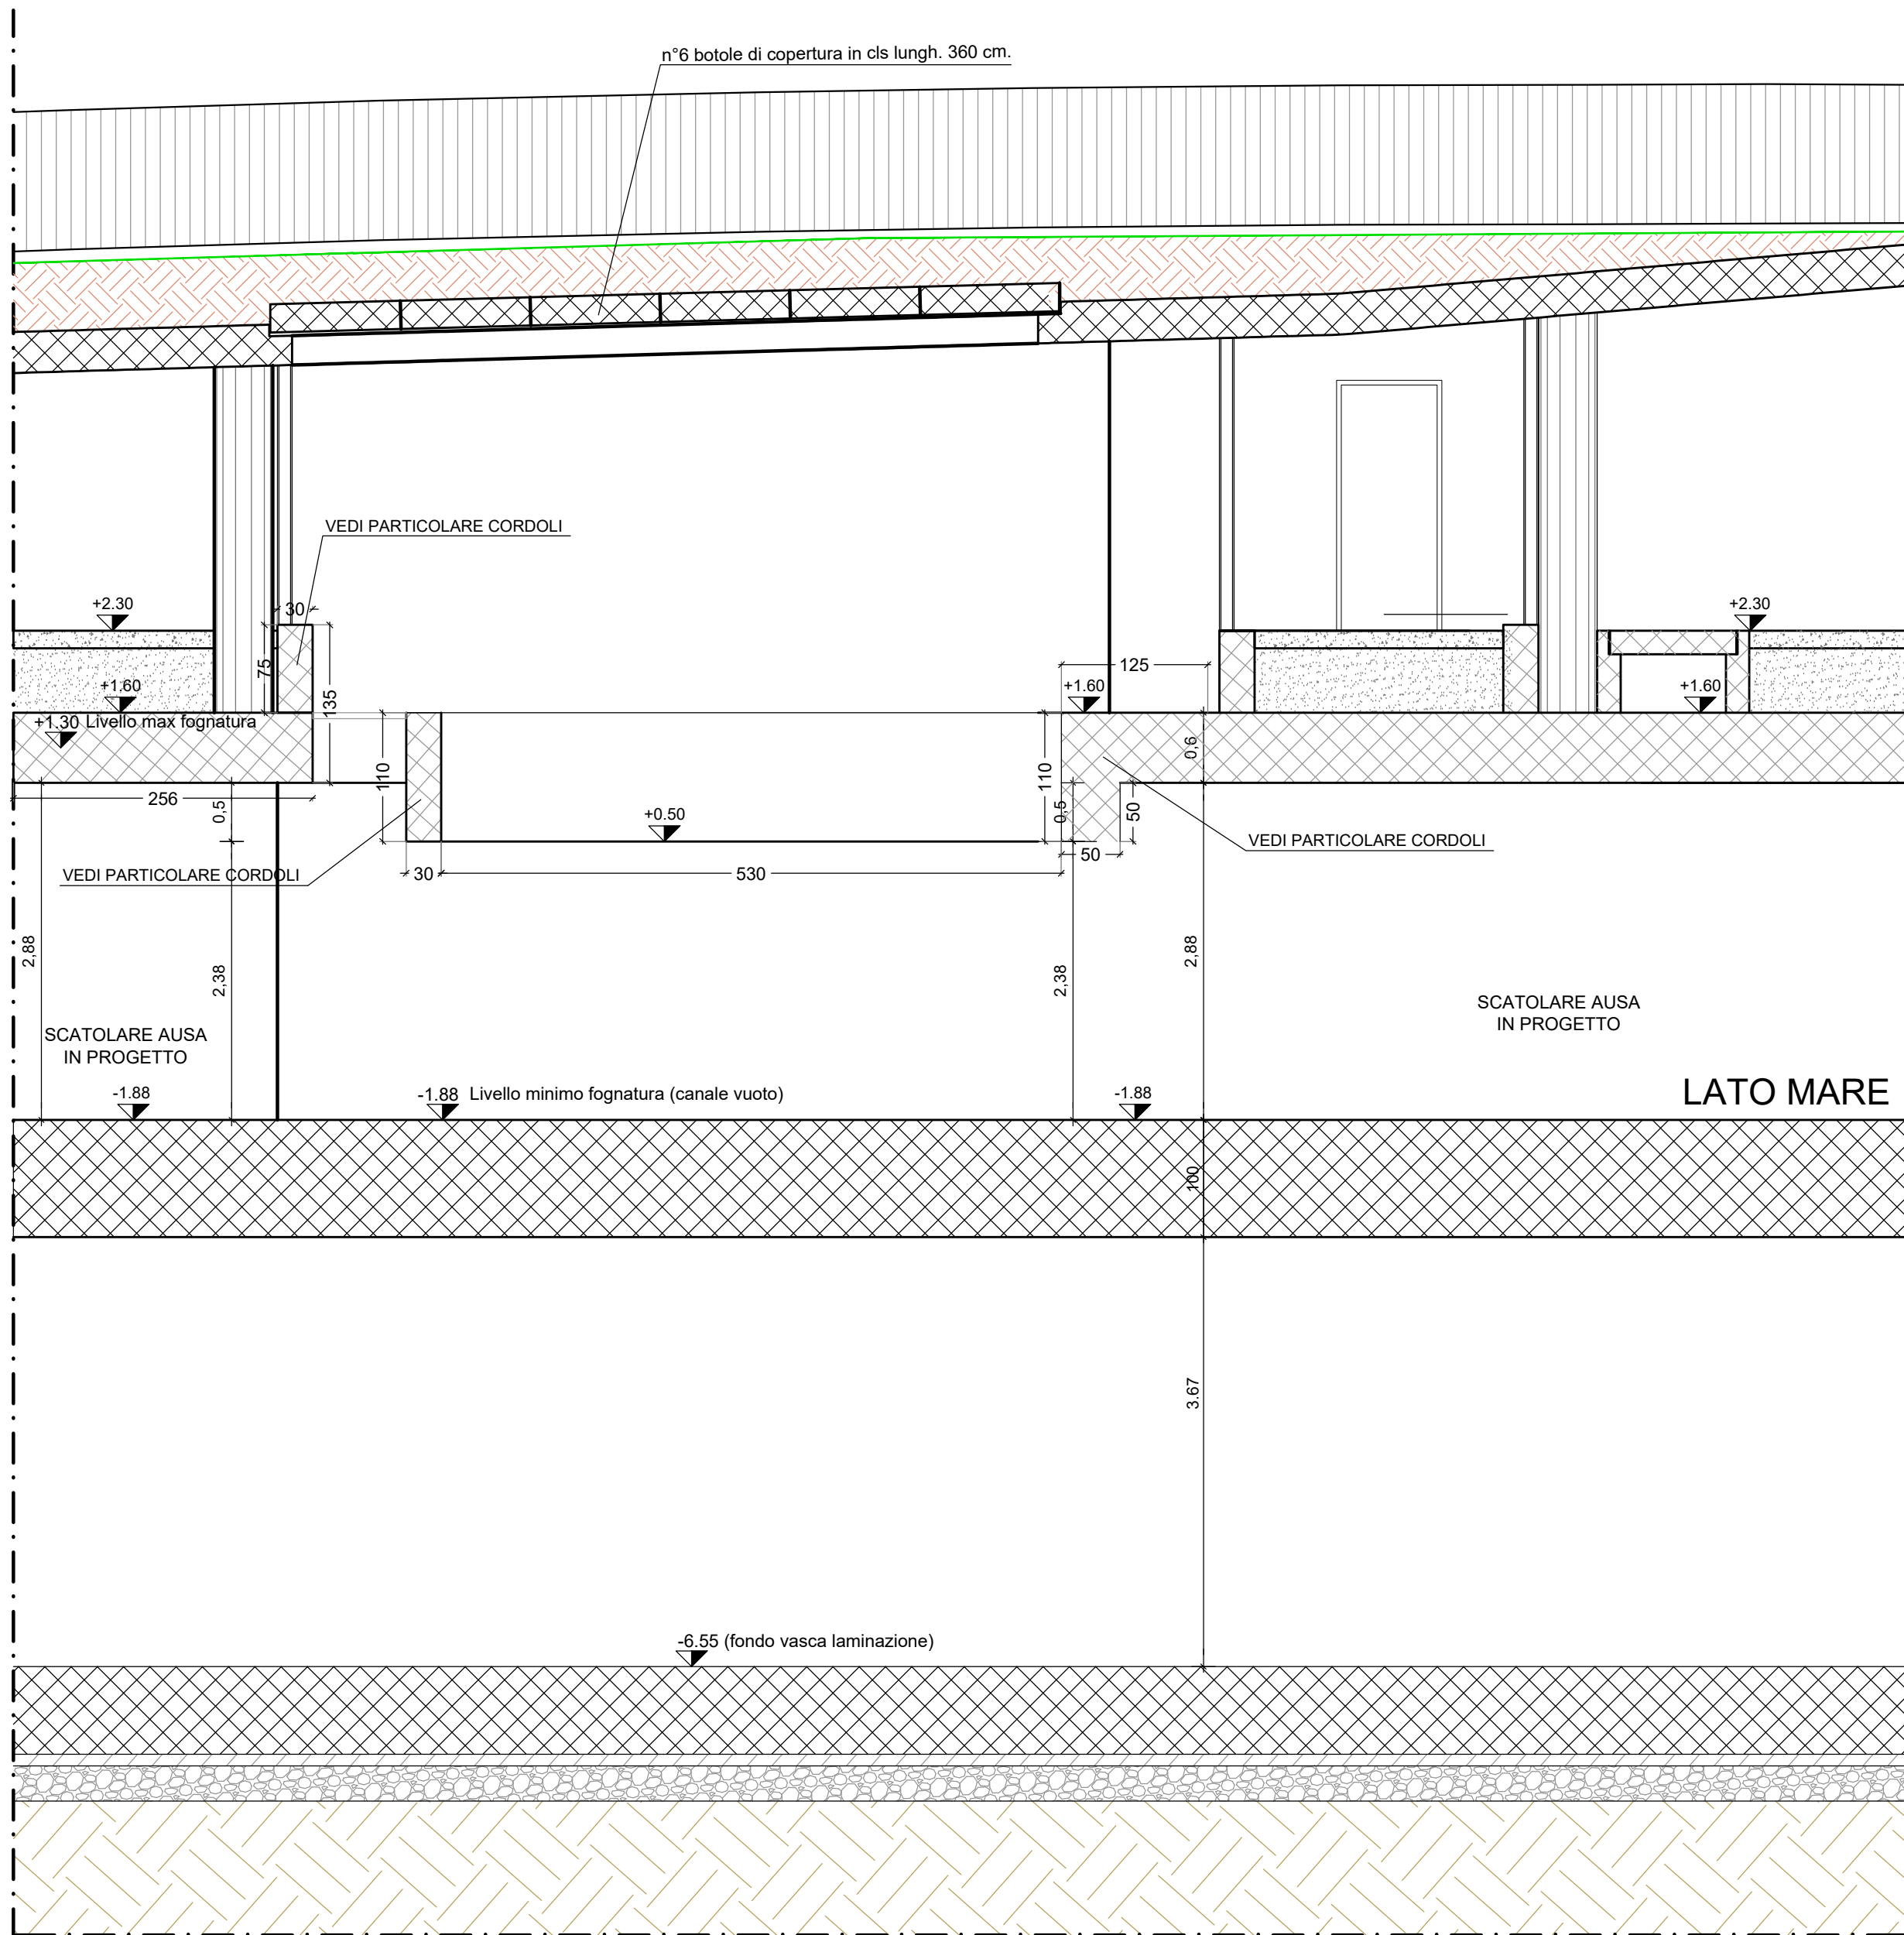 n°6 botole di copertura in cls lungh. 360 cm.
VEDI PARTICOLARE CORDOLI
+2.30
30
+2.30
75
125
+1.60
135
+1.60
+1.60
+1.30 Livello max fognatura
0,6
110
110
256
0,5
+0.50
0,5
50
VEDI PARTICOLARE CORDOLI
50
VEDI PARTICOLARE CORDOLI
30
530
2,88
2,38
2,38
2,88
SCATOLARE AUSA
IN PROGETTO
SCATOLARE AUSA
IN PROGETTO
-1.88
-1.88 Livello minimo fognatura (canale vuoto)
-1.88
LATO MARE
100
3.67
-6.55 (fondo vasca laminazione)